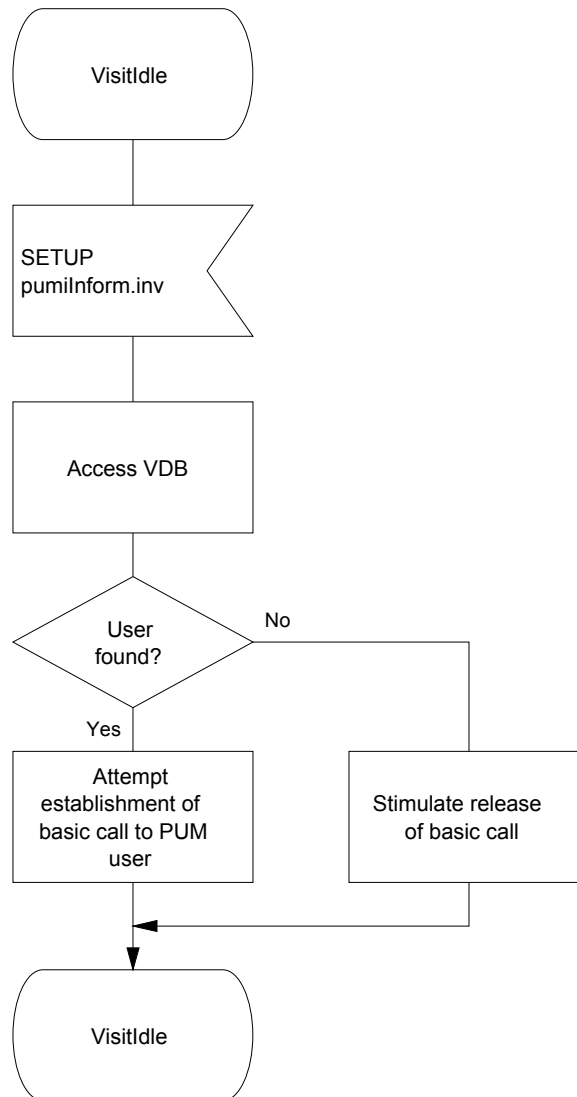 VisitIdle
SETUP
pumiInform.inv
Access VDB
User
found?
No
Yes
Attempt
establishment of
basic call to PUM
user
Stimulate release
of basic call
VisitIdle